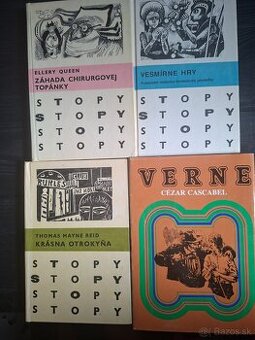 ELLERY QUEEN
ZÁHADA CHIRURGOVEJ
TOPÁNKY
STOPY
STOPY
STOPY
STOPY
VESMÍRNE HRY
STOPY
STOPY
STOPY
STOPY
THOMAS MAYNE REID
KRÁSNA OTROKYŇA
STOPY
STOPY
STOPY
STOPY
VERNE
CÉZAR CASCABEL
bazos.sk